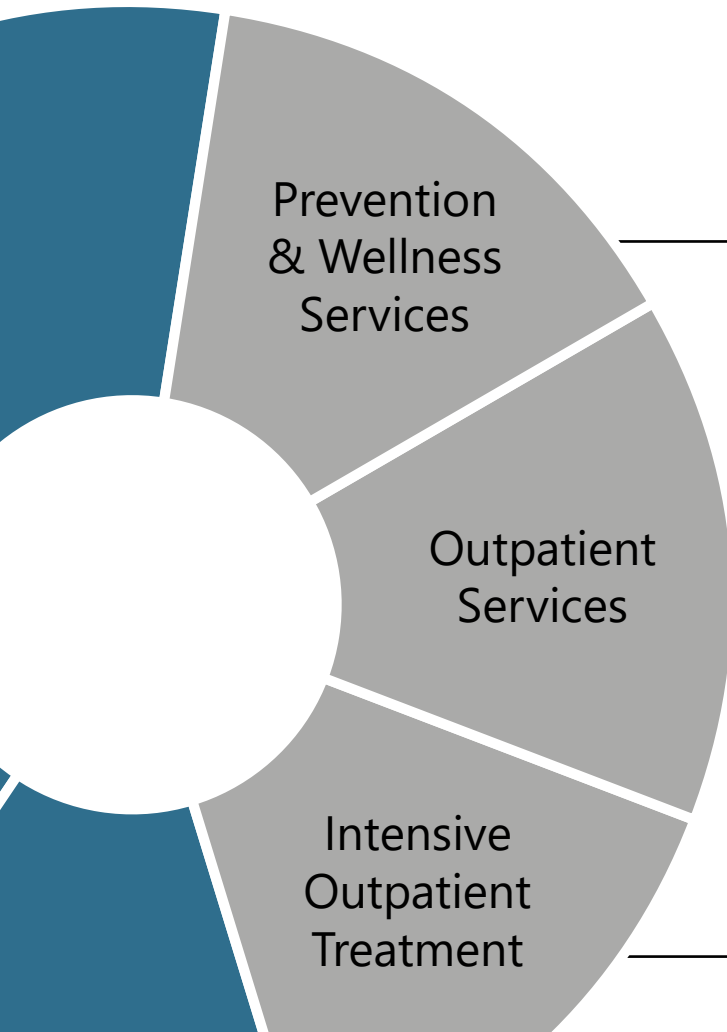 Prevention
& Wellness
Services
Outpatient
Services
Intensive
Outpatient
Treatment